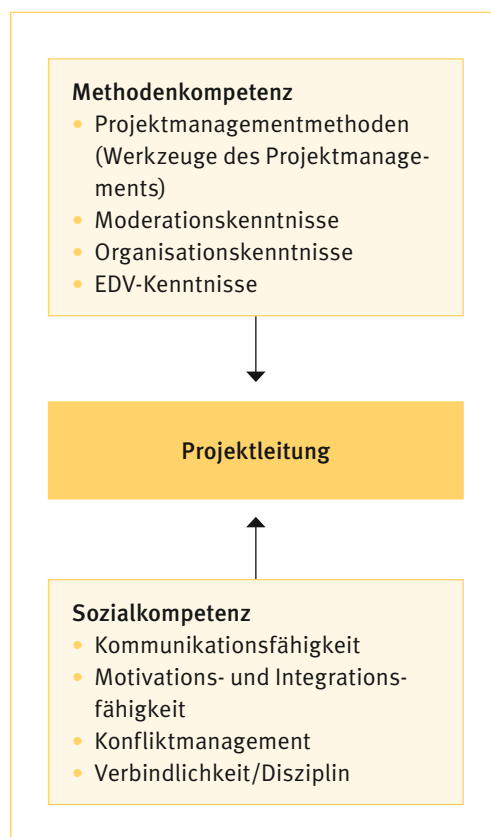 Methodenkompetenz
• Projektmanagementmethoden
(Werkzeuge des Projektmanage-
ments)
• Moderationskenntnisse
• Organisationskenntnisse
• EDV-Kenntnisse
Projektleitung
Sozialkompetenz
• Kommunikationsfähigkeit
• Motivations- und Integrations-
fähigkeit
• Konfliktmanagement
• Verbindlichkeit/Disziplin